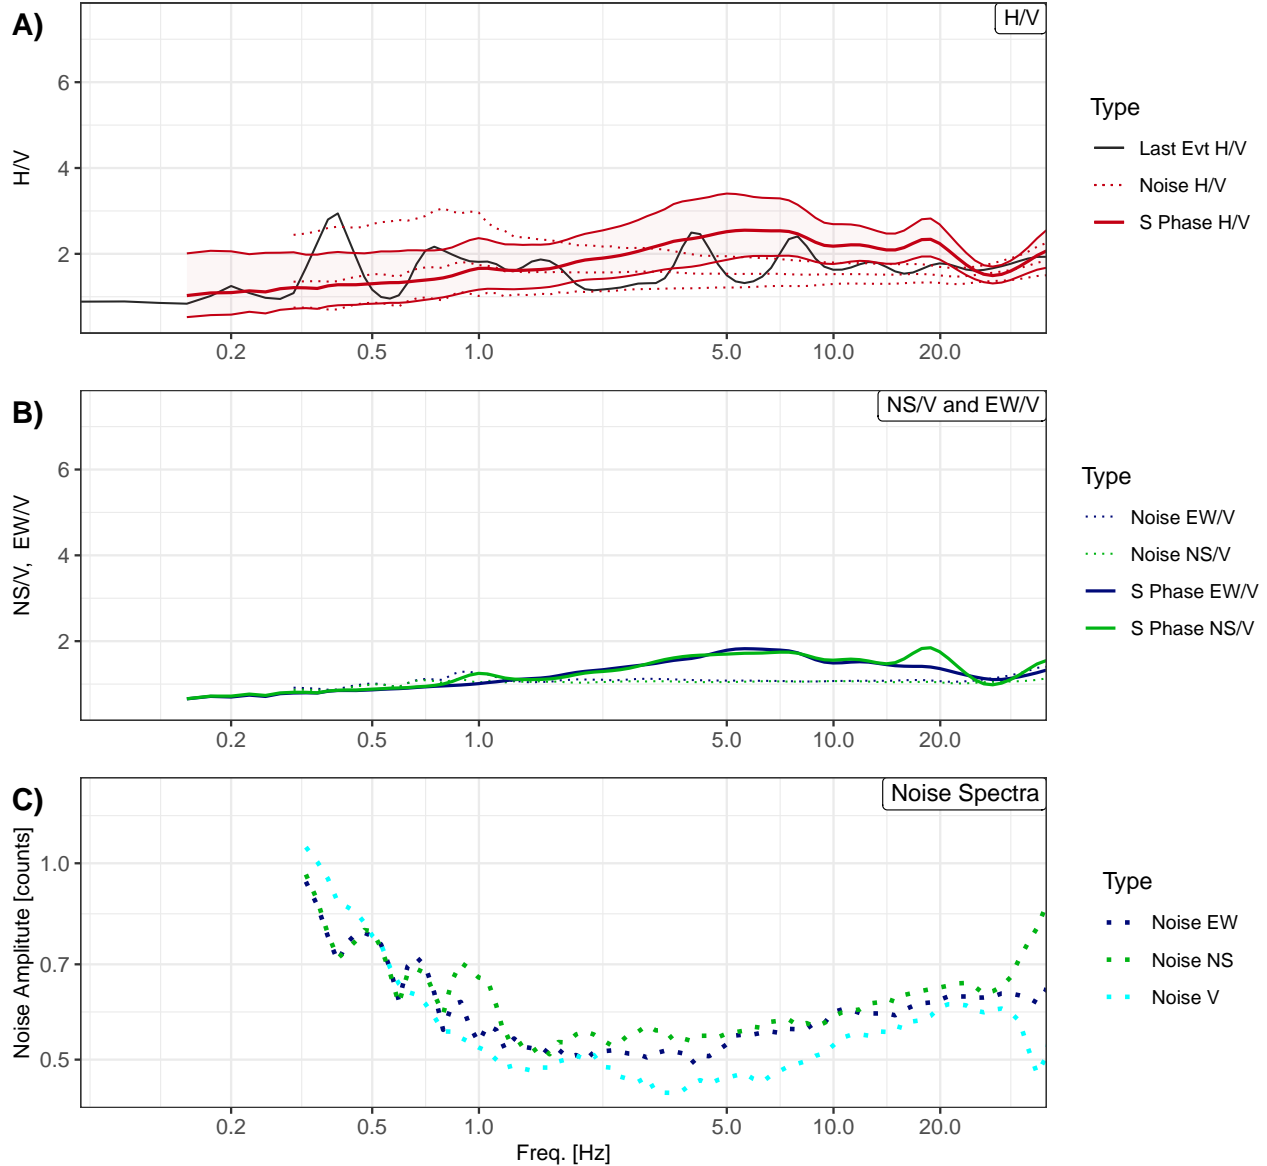 A)
H/V
6
4
2
H/V
0.2 0.5 1.0 5.0 10.0 20.0
Type
Last Evt H/V
Noise H/V
S Phase H/V
B)
NS/V and EW/V
6
4
2
NS/V,  EW/V
0.2 0.5 1.0 5.0 10.0 20.0
Type
Noise EW/V
Noise NS/V
S Phase EW/V
S Phase NS/V
C)
Noise Spectra
1.0
0.7
0.5
Noise Amplitute [counts]
0.2 0.5 1.0 5.0 10.0 20.0
Freq. [Hz]
Type
Noise EW
Noise NS
Noise V